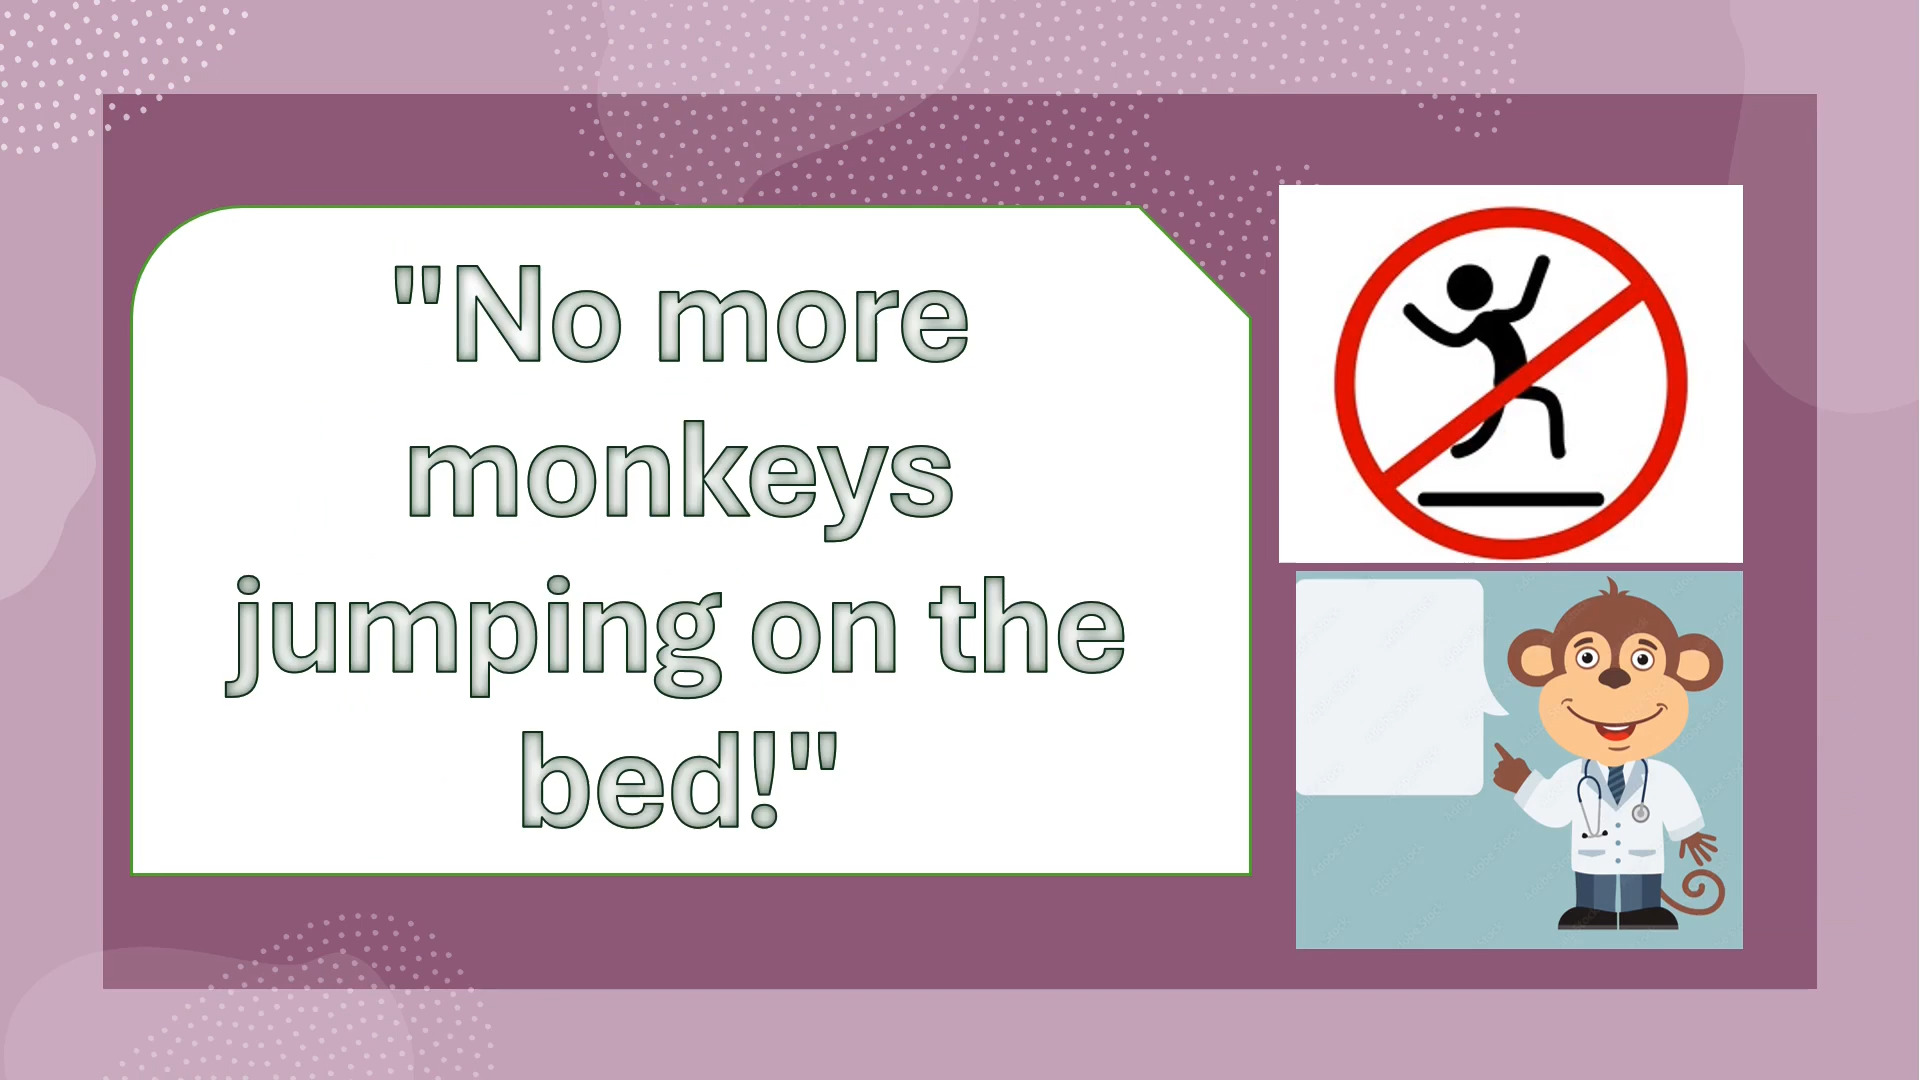 "No more
monkeys
jumping on the
bed!"